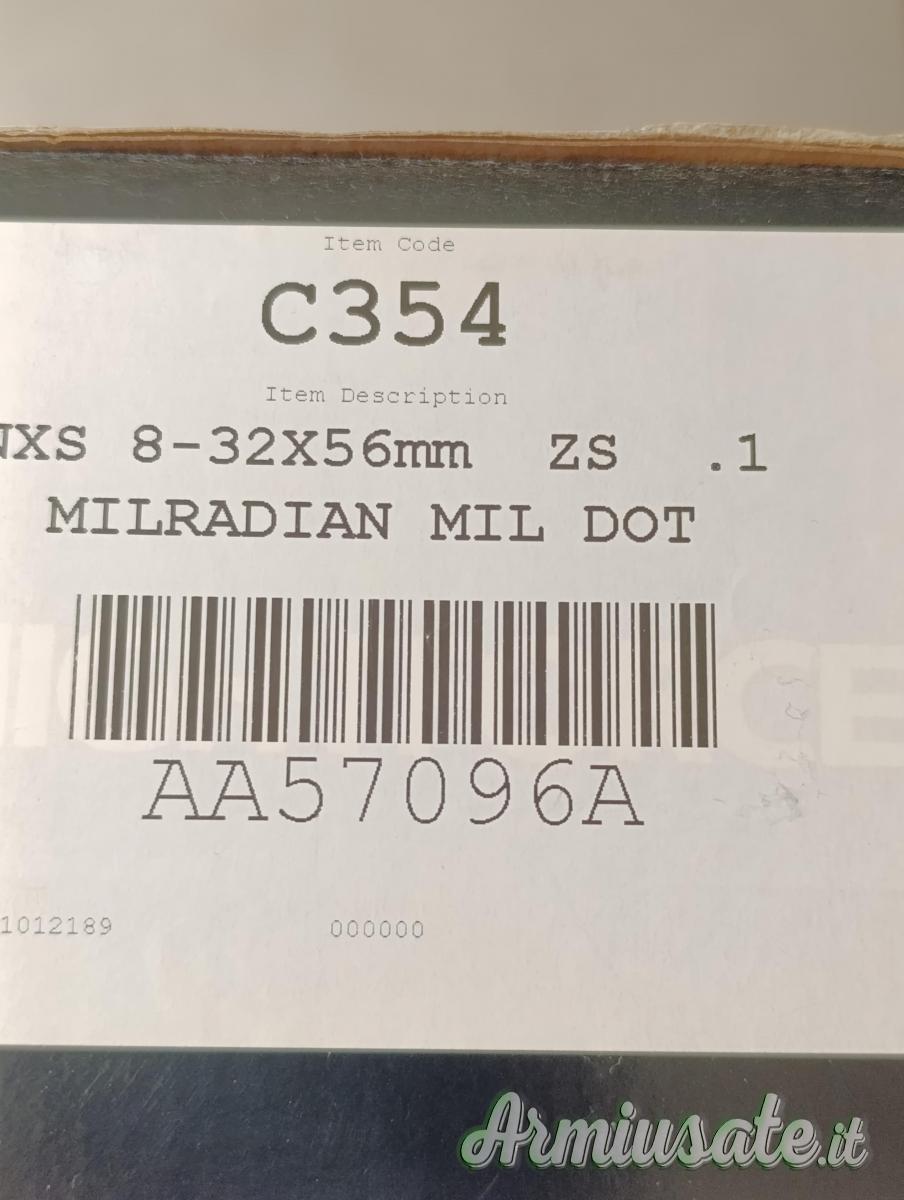 Item Code
C354
Item Description
NXS 8-32X56mm ZS .1
MILRADIAN MIL DOT
AA57096A
1012189 000000
Armiusate.it